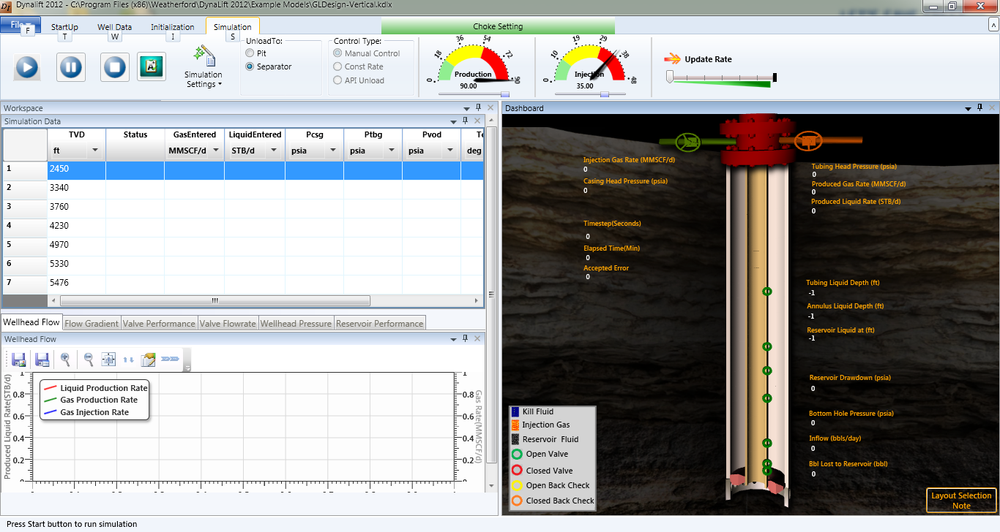 Dynalift 2012 - C:\Program Files (x86)\Weatherford\DynaLift 2012\Example Models\GLDesign-Vertical.kdlx
File
StartUp
Well Data
Initialization
Simulation
Choke Setting
F
T
W
I
S
Simulation
Settings
UnloadTo:
Pit
Separator
Control Type:
Manual Control
Const Rate
API Unload
0
18
36
54
72
90
Production
90.00
0
10
19
29
38
48
Injection
35.00
Update Rate
Workspace
Simulation Data
TVD Status GasEntered LiquidEntered Pcsg Ptbg Pvod Te
ft MMSCF/d STB/d psia psia psia deg
1 2450
2 3340
3 3760
4 4230
5 4970
6 5330
7 5476
Wellhead Flow Flow Gradient Valve Performance Valve Flowrate Wellhead Pressure Reservoir Performance
Wellhead Flow
Liquid Production Rate
Gas Production Rate
Gas Injection Rate
Produced Liquid Rate(STB/d)
1
0.8
0.6
0.4
0.2
1
0.8
0.6
0.4
0.2
Gas Rate(MMSCF/d)
Dashboard
Injection Gas Rate (MMSCF/d)
0
Casing Head Pressure (psia)
0
Timestep(Seconds)
0
Elapsed Time(Min)
0
Accepted Error
0
Tubing Head Pressure (psia)
0
Produced Gas Rate (MMSCF/d)
0
Produced Liquid Rate (STB/d)
0
Tubing Liquid Depth (ft)
-1
Annulus Liquid Depth (ft)
-1
Reservoir Liquid at (ft)
-1
Reservoir Drawdown (psia)
0
Bottom Hole Pressure (psia)
0
Inflow (bbls/day)
0
Bbl Lost to Reservoir (bbl)
0
Kill Fluid
Injection Gas
Reservoir Fluid
Open Valve
Closed Valve
Open Back Check
Closed Back Check
Layout Selection
Note
Press Start button to run simulation